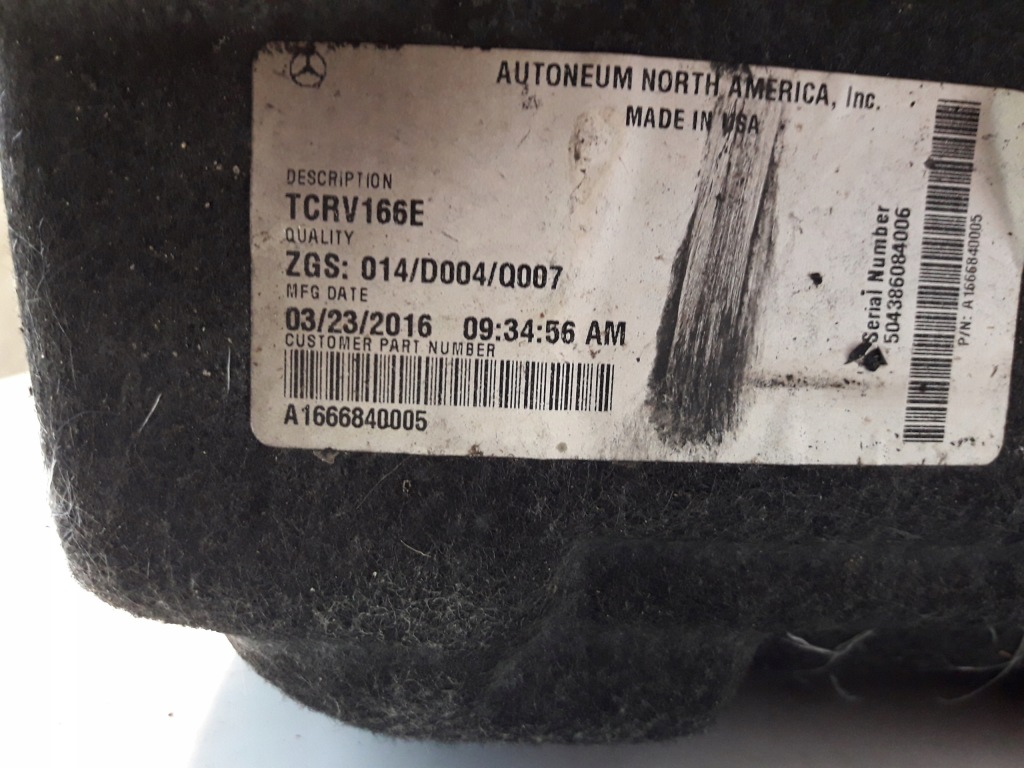 AUTONEUM NORTH AMERICA, Inc.
MADE IN USA
DESCRIPTION
TCRV166E
QUALITY
ZGS: 014/D004/Q007
MFG DATE
03/23/2016 09:34:56 AM
CUSTOMER PART NUMBER
A1666840005
Serial Number
504386084006
P/N: A1666840005